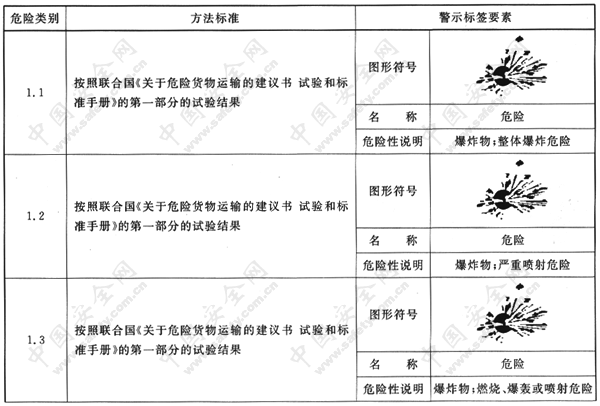 危险类别 方法标准 警示标签要素
1.1
按照联合国《关于危险货物运输的建议书 试验和标
准手册》的第一部分的试验结果
图形符号
名 称 危险
危险性说明 爆炸物;整体爆炸危险
1.2
按照联合国《关于危险货物运输的建议书 试验和标
准手册》的第一部分的试验结果
图形符号
名 称 危险
危险性说明 爆炸物;严重喷射危险
1.3
按照联合国《关于危险货物运输的建议书 试验和标
准手册》的第一部分的试验结果
图形符号
名 称 危险
危险性说明 爆炸物;燃烧、爆轰或喷射危险
中国安全网
www.safety.com.cn